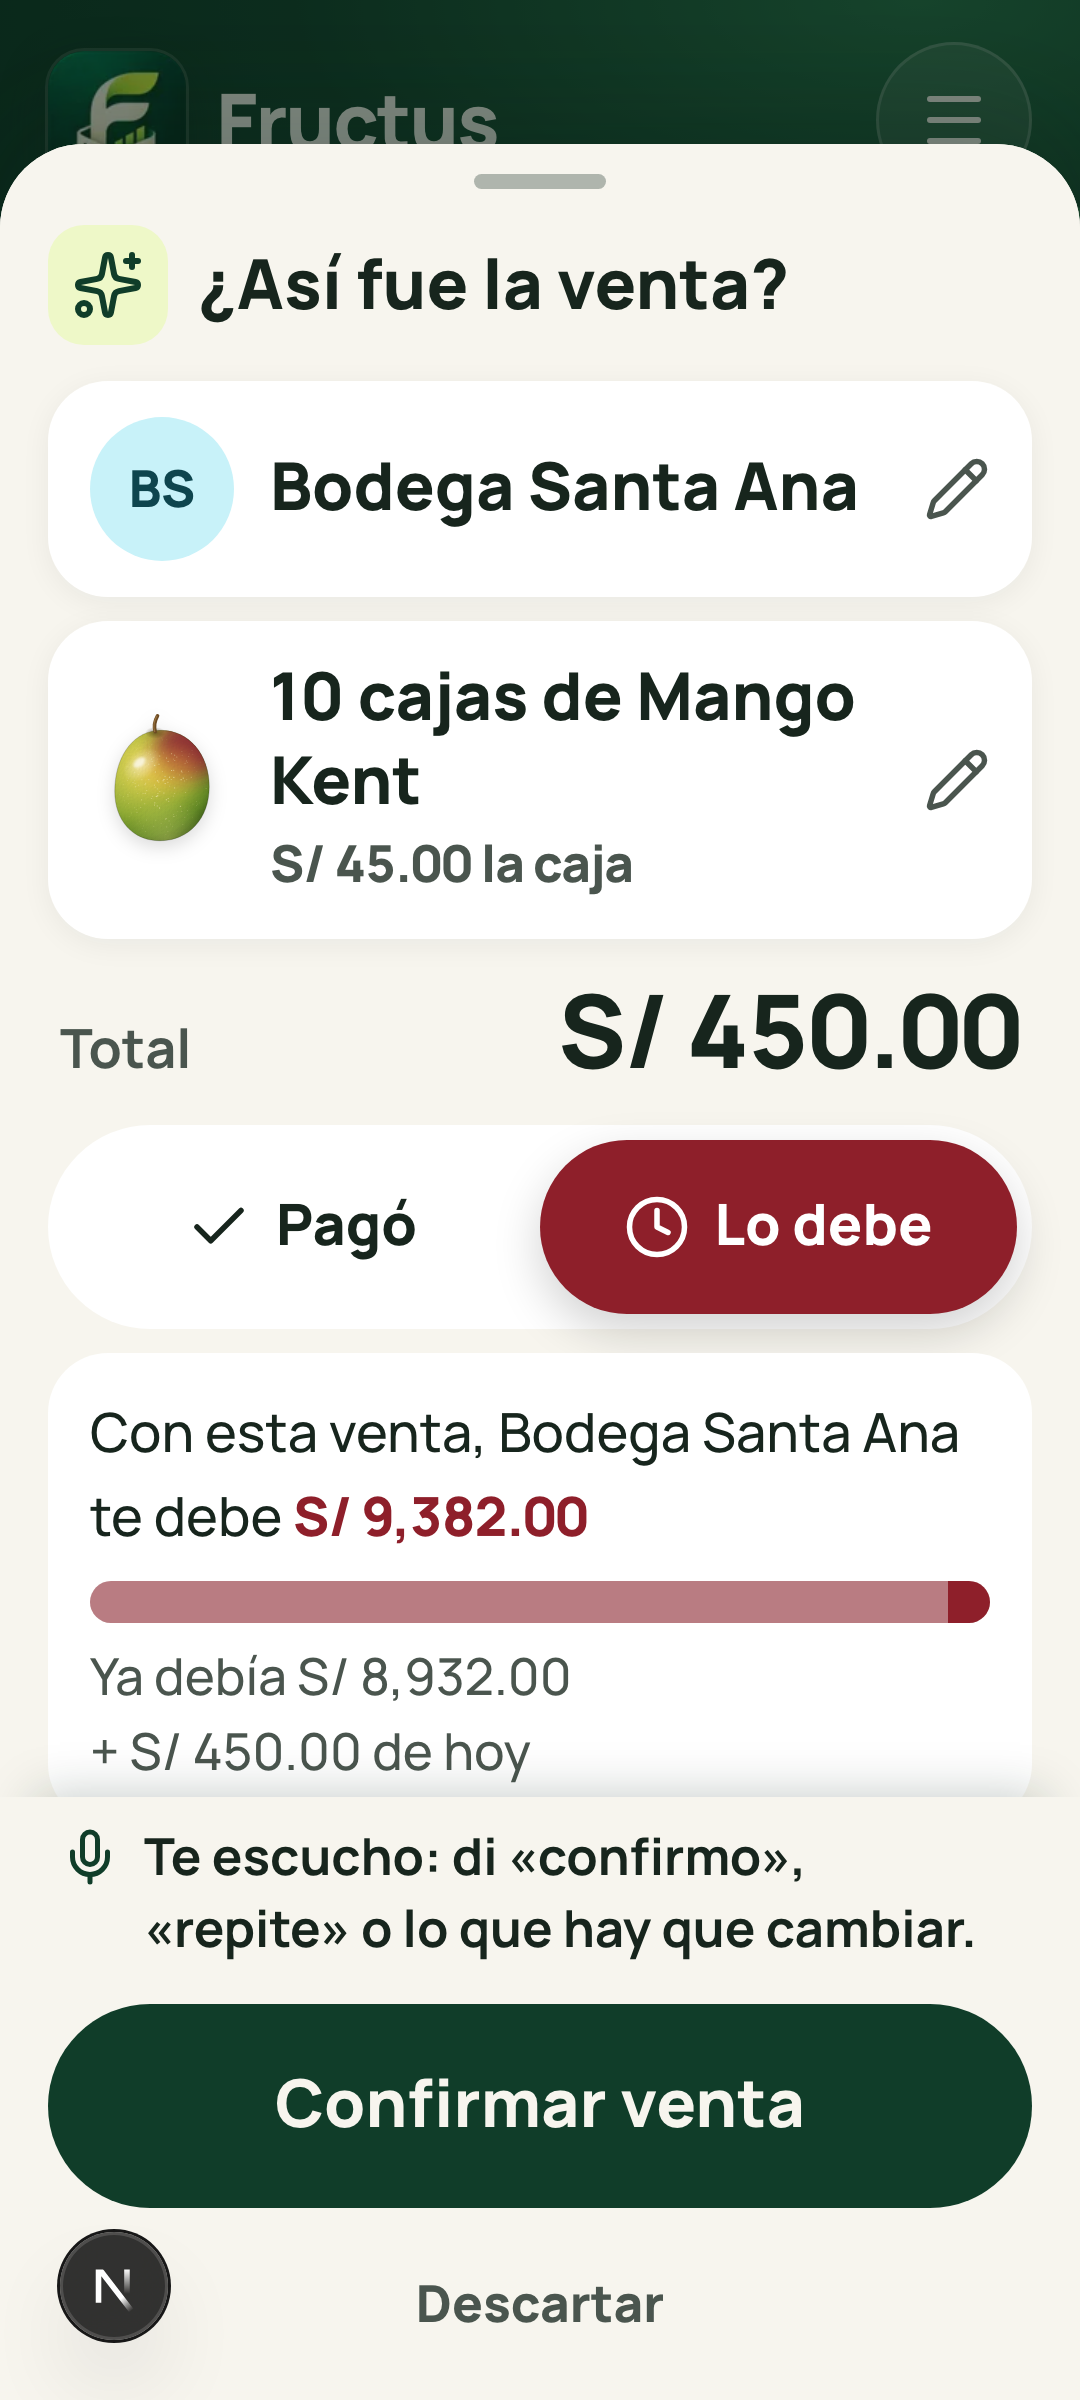 Fructus
¿Así fue la venta?
BS
Bodega Santa Ana
10 cajas de Mango
Kent
S/ 45.00 la caja
Total
S/ 450.00
Pagó
Lo debe
Con esta venta, Bodega Santa Ana
te debe S/ 9,382.00
Ya debía S/ 8,932.00
+ S/ 450.00 de hoy
Te escucho: di «confirmo»,
«repite» o lo que hay que cambiar.
Confirmar venta
N
Descartar